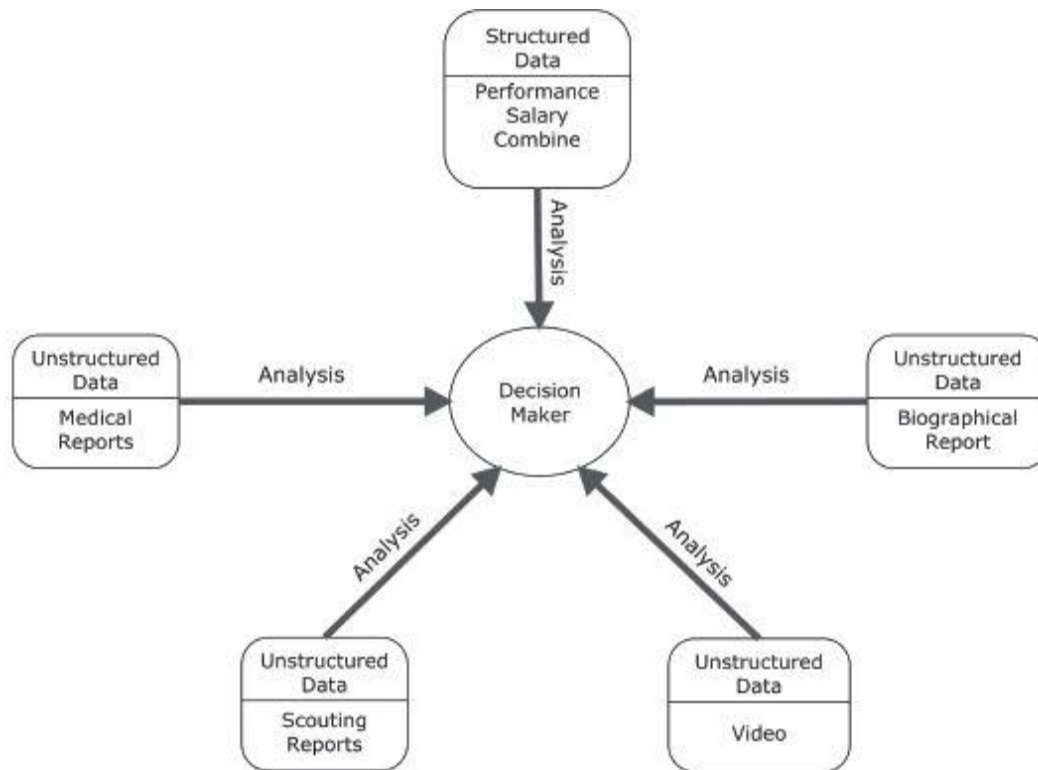 Structured
Data
Performance
Salary
Combine
Analysis
Unstructured
Data
Medical
Reports
Analysis
Decision
Maker
Analysis
Unstructured
Data
Biographical
Report
Analysis
Analysis
Unstructured
Data
Scouting
Reports
Unstructured
Data
Video